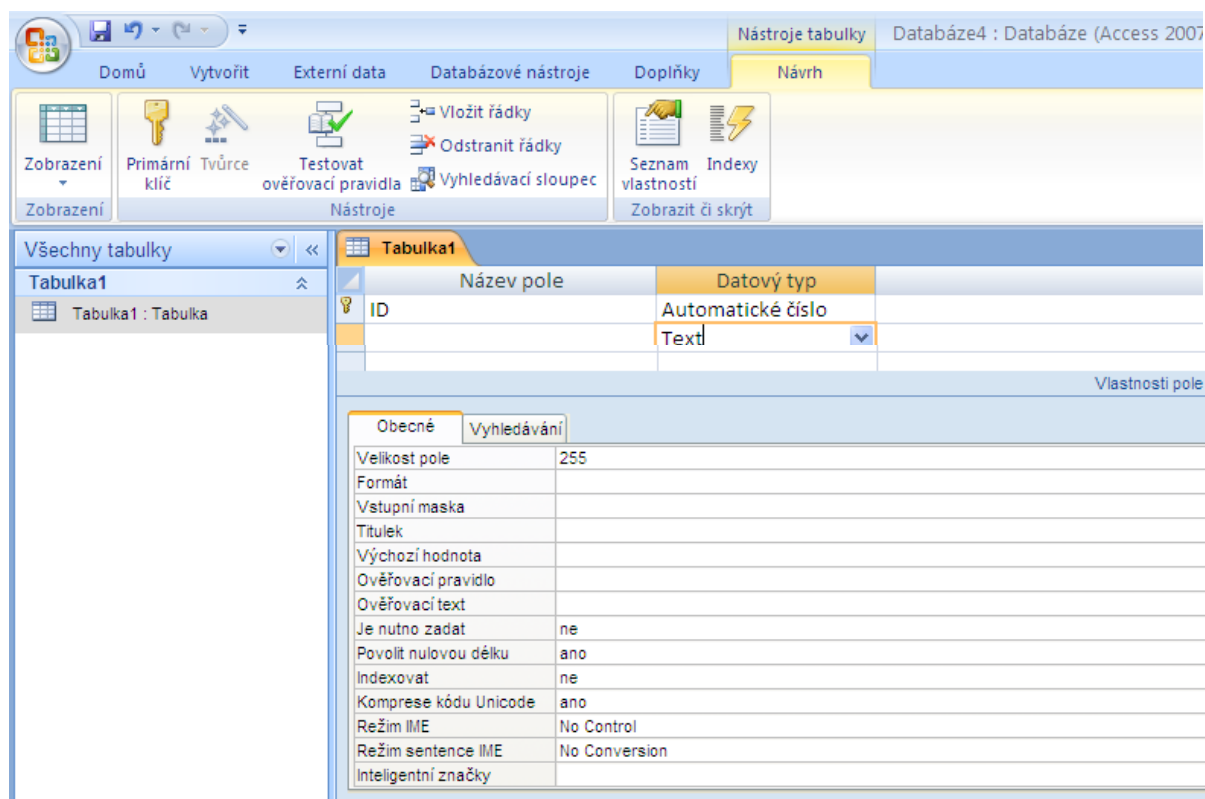 Nástroje tabulky Databáze4 : Databáze (Access 2007
Domů Vytvořit Externí data Databázové nástroje Doplňky Návrh
Zobrazení
Primární klíč
Tvůrce
Testovat ověřovací pravidla
Vložit řádky
Odstranit řádky
Vyhledávací sloupec
Seznam vlastností
Indexy
Zobrazení Nástroje Zobrazit či skrýt
Všechny tabulky «
Tabulka1
Tabulka1 : Tabulka
Tabulka1
Název pole Datový typ
ID Automatické číslo
Text
Vlastnosti pole
Obecné Vyhledávání
Velikost pole 255
Formát
Vstupní maska
Titulek
Výchozí hodnota
Ověřovací pravidlo
Ověřovací text
Je nutno zadat ne
Povolit nulovou délku ano
Indexovat ne
Komprese kódu Unicode ano
Režim IME No Control
Režim sentence IME No Conversion
Inteligentní značky